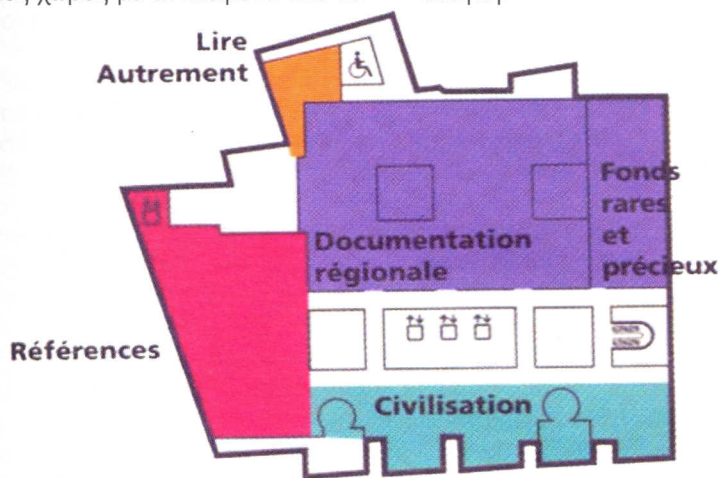 Lire
Autrement
Fonds
rares
et
précieux
Documentation
régionale
Références
Civilisation